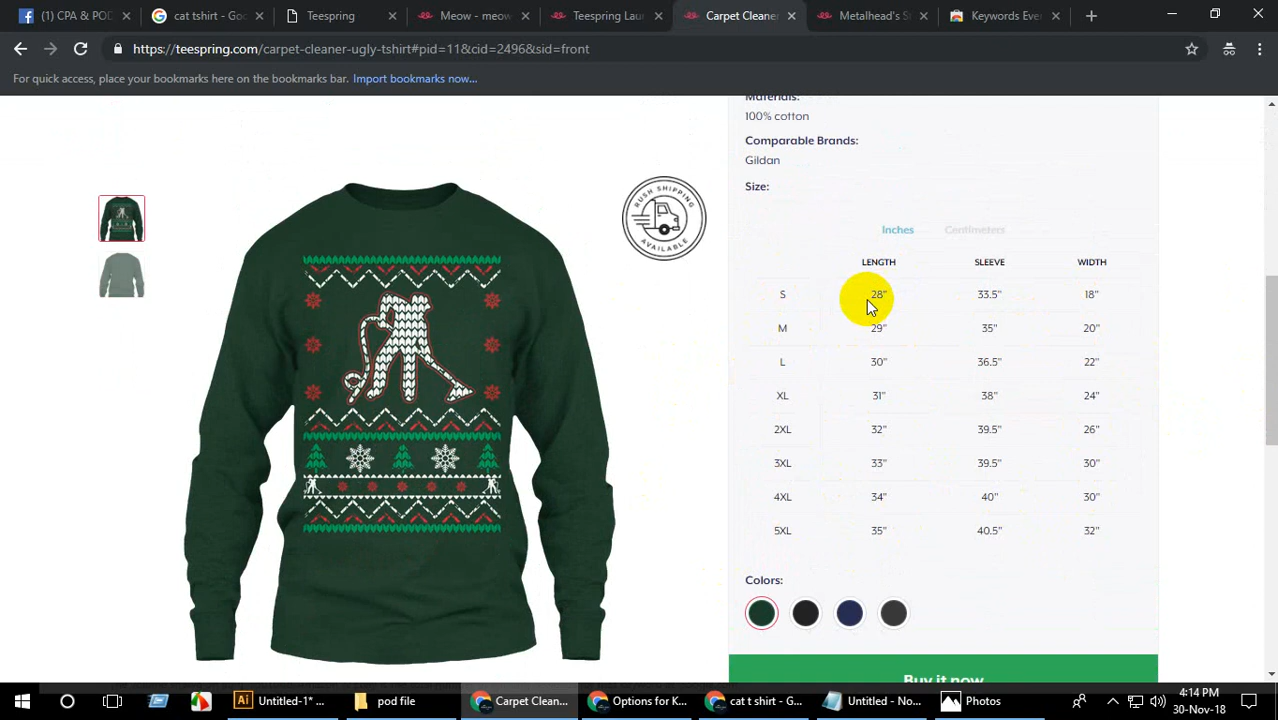 (1) CPA & POD
cat tshirt - Goo
Teespring
Meow - meow
Teespring Lau
Carpet Cleaner
Metalhead's S
Keywords Ever
https://teespring.com/carpet-cleaner-ugly-tshirt#pid=11&cid=2496&sid=front
For quick access, place your bookmarks here on the bookmarks bar. Import bookmarks now...
Materials:
100% cotton
Comparable Brands:
Gildan
Size:
RUSH SHIPPING
AVAILABLE
Inches Centimeters
LENGTH SLEEVE WIDTH
S 28" 33.5" 18"
M 29" 35" 20"
L 30" 36.5" 22"
XL 31" 38" 24"
2XL 32" 39.5" 26"
3XL 33" 39.5" 30"
4XL 34" 40" 30"
5XL 35" 40.5" 32"
Colors:
Buy it now
Ai Untitled-1* ...
pod file
Carpet Clean...
Options for K...
cat t shirt - G...
Untitled - No...
Photos
4:14 PM
30-Nov-18